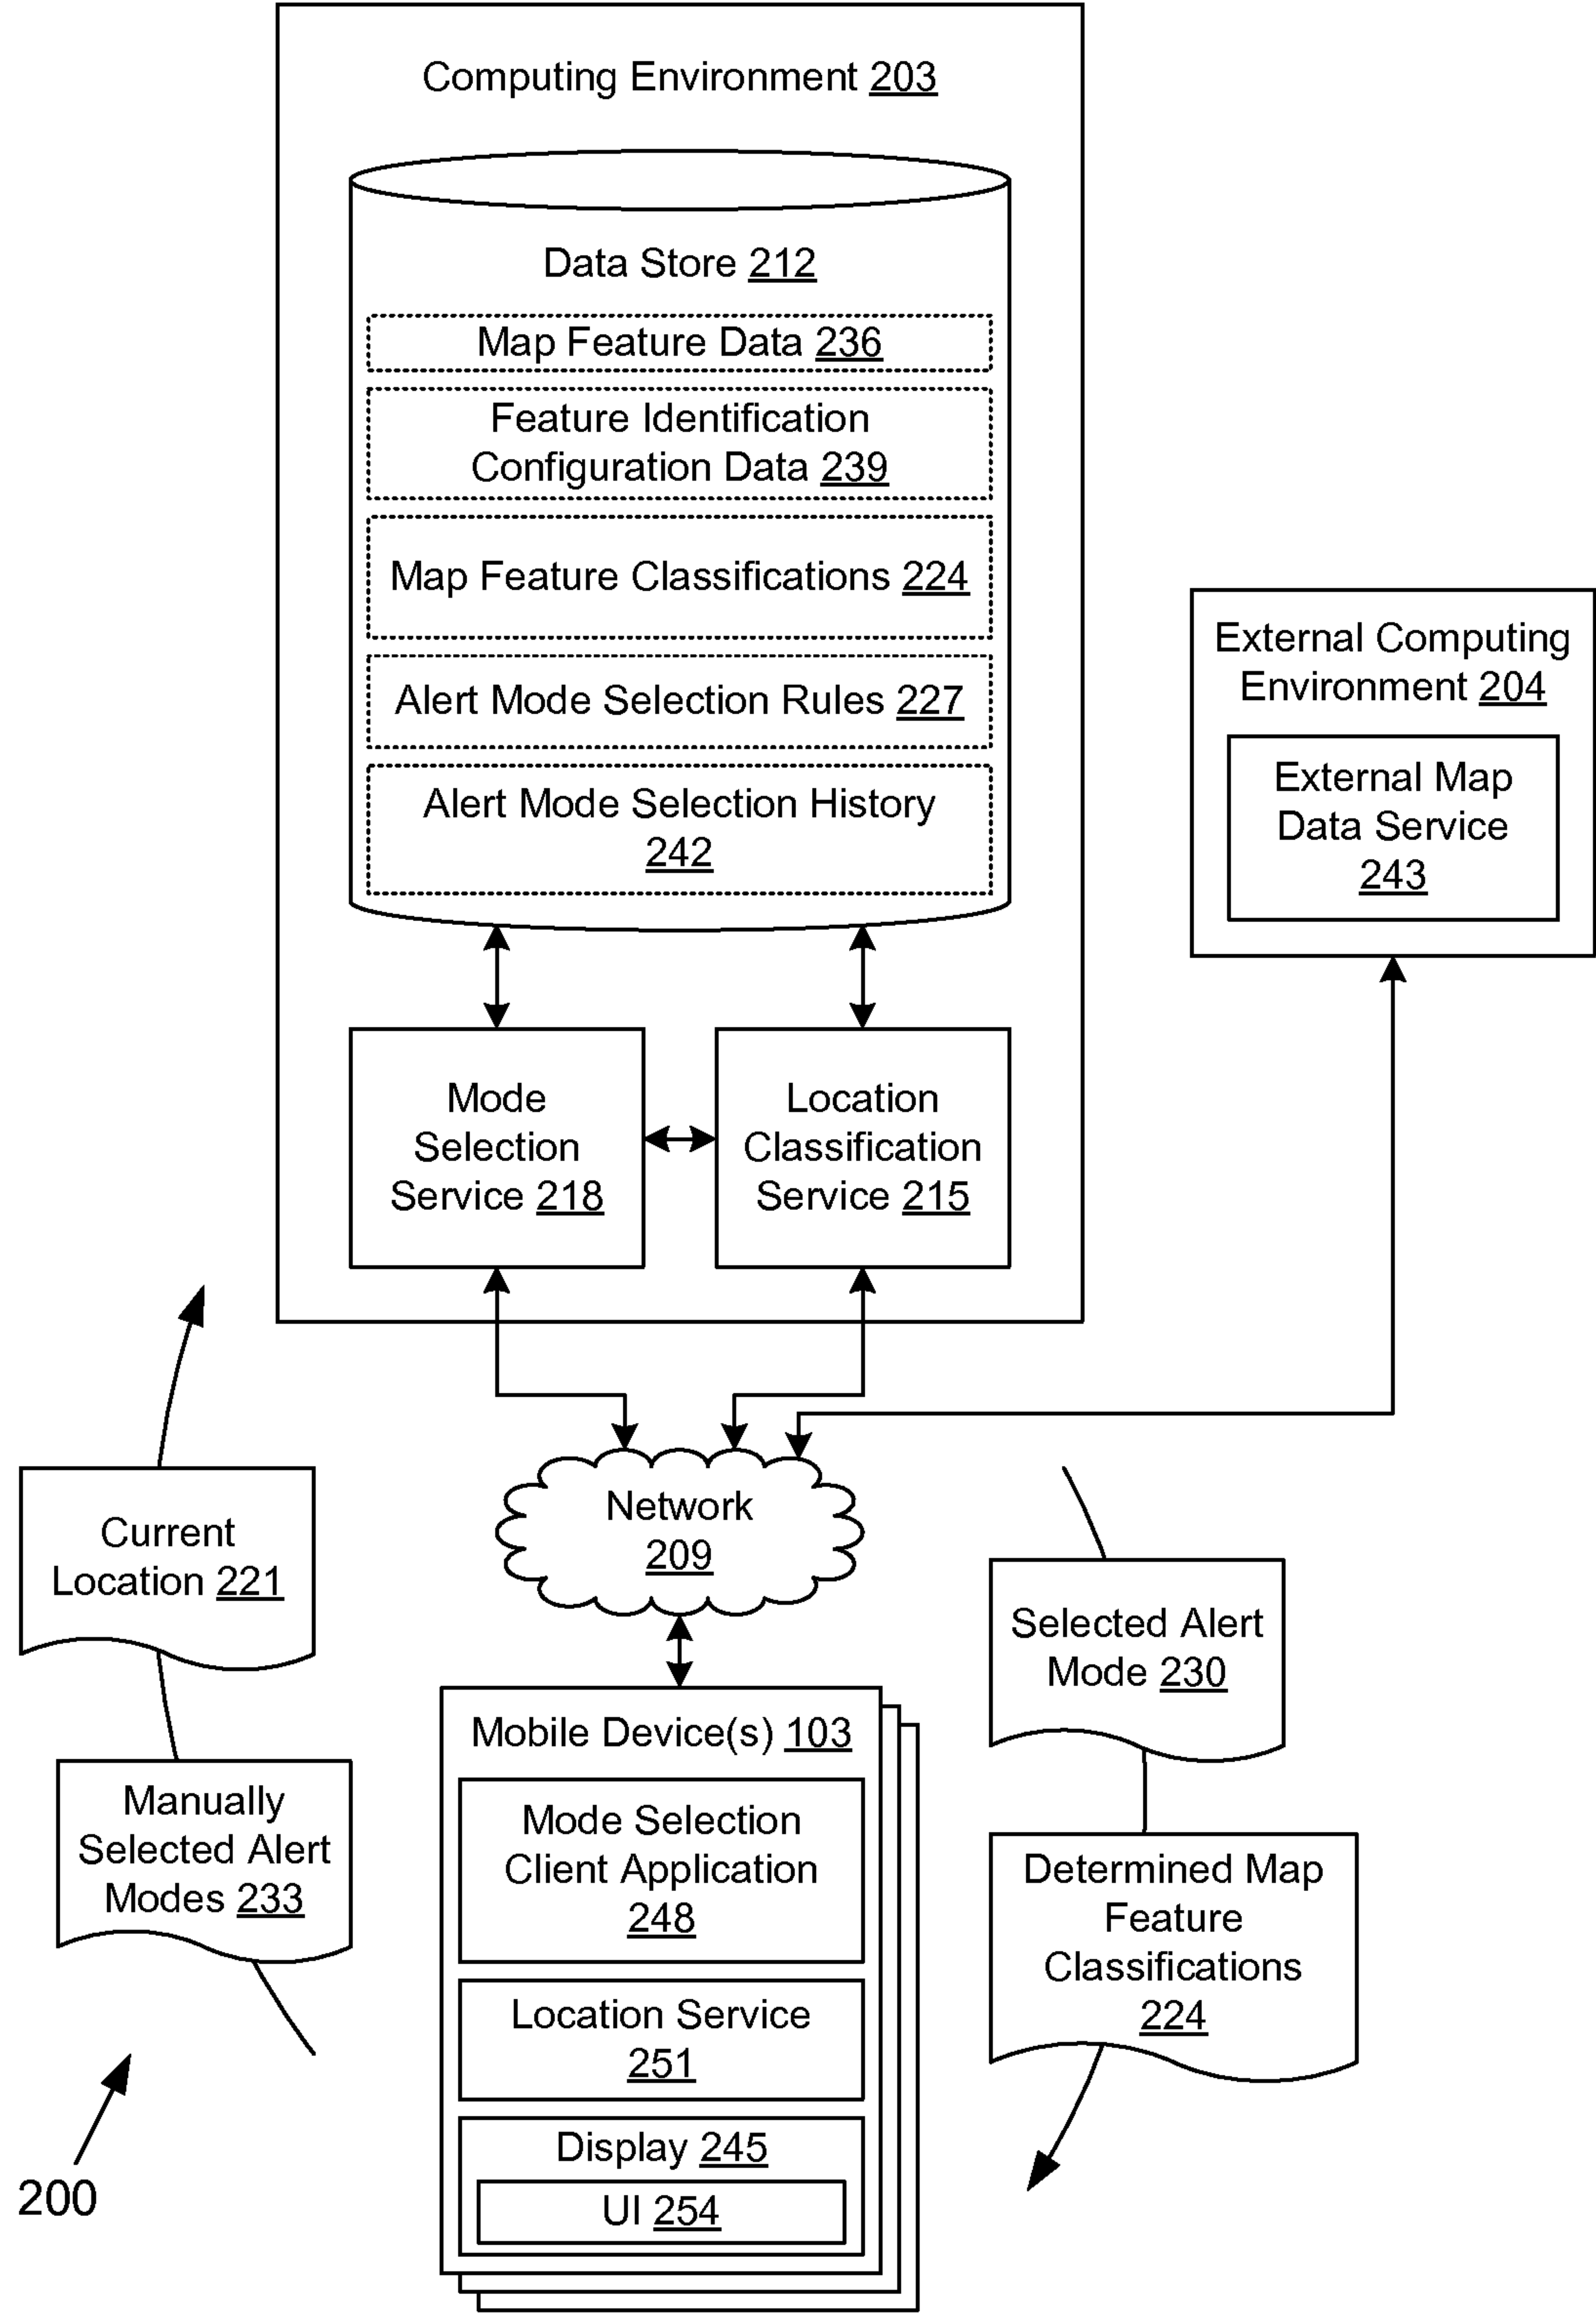 Computing Environment 203
Data Store 212
Map Feature Data 236
Feature Identification
Configuration Data 239
Map Feature Classifications 224
Alert Mode Selection Rules 227
Alert Mode Selection History
242
External Computing
Environment 204
External Map
Data Service
243
Mode
Selection
Service 218
Location
Classification
Service 215
Network
209
Current
Location 221
Manually
Selected Alert
Modes 233
Selected Alert
Mode 230
Determined Map
Feature
Classifications
224
Mobile Device(s) 103
Mode Selection
Client Application
248
Location Service
251
Display 245
UI 254
200